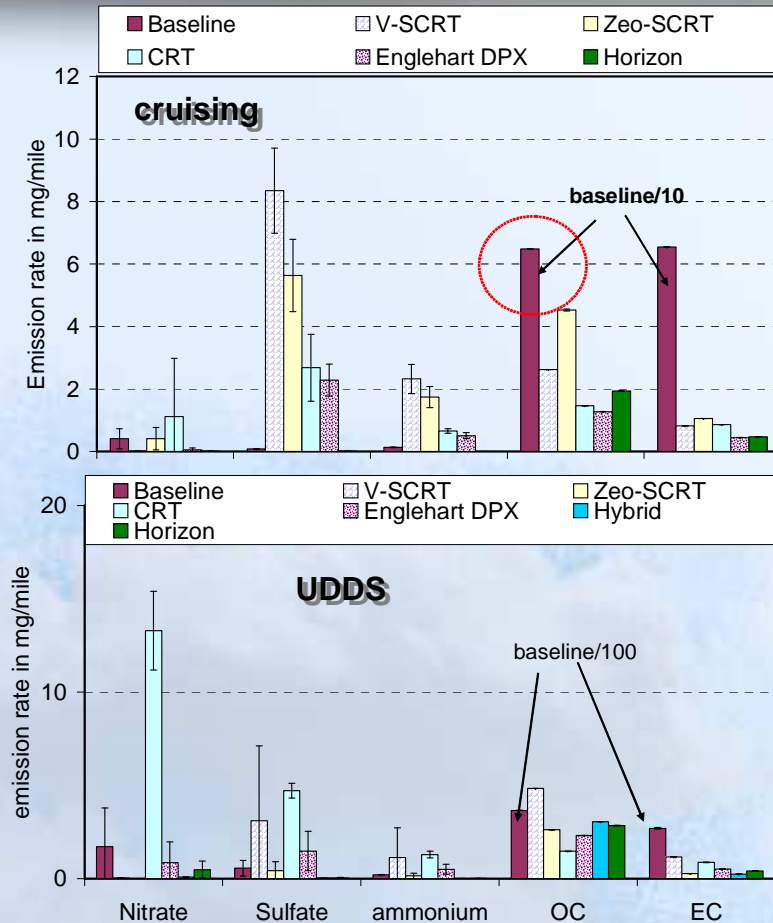 Baseline V-SCRT Zeo-SCRT
CRT Englehart DPX Horizon
12
cruising
10
baseline/10
8
6
4
2
0
Emission rate in mg/mile
Baseline V-SCRT Zeo-SCRT
CRT Englehart DPX Hybrid
Horizon
20
UDDS
baseline/100
10
0
emission rate in mg/mile
Nitrate Sulfate ammonium OC EC